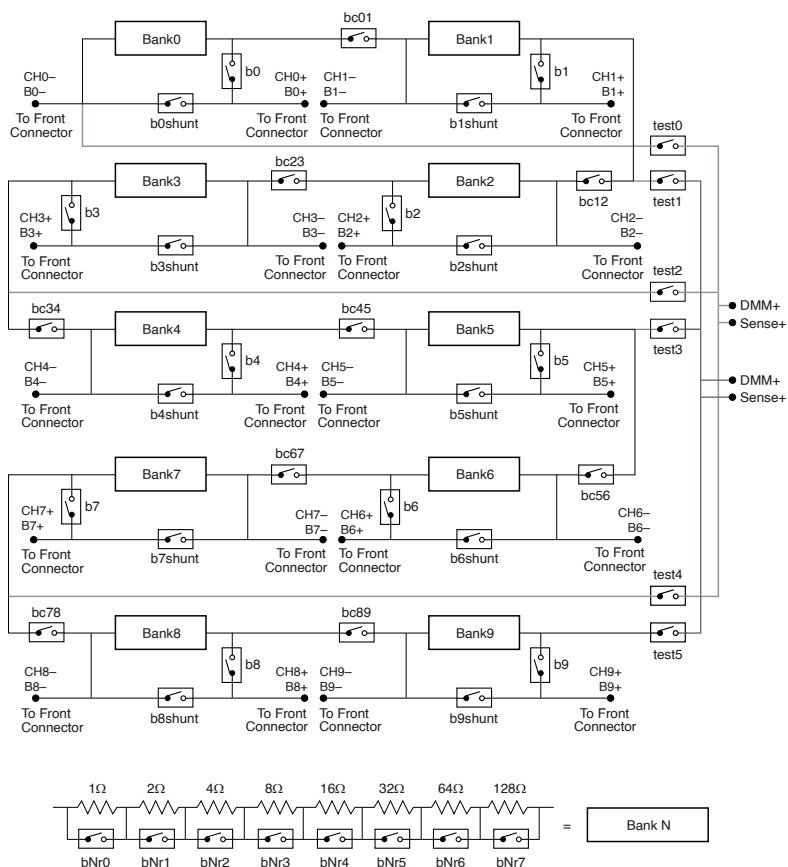 bc01
Bank0 Bank1
b0 b1
CH0– CH0+ CH1– CH1+
B0– B0+ B1– B1+
To Front Connector To Front Connector To Front Connector To Front Connector
b0shunt b1shunt
test0
bc23
Bank3 Bank2
bc12 test1
b3 b2
CH3+ CH3– CH2+ CH2–
B3+ B3– B2+ B2–
To Front Connector To Front Connector To Front Connector To Front Connector
b3shunt b2shunt
test2
bc34 bc45
DMM+
Sense+
Bank4 Bank5
test3
b4 b5
CH4– CH4+ CH5– CH5+
B4– B4+ B5– B5+
DMM+
Sense+
To Front Connector To Front Connector To Front Connector To Front Connector
b4shunt b5shunt
bc67
Bank7 Bank6
bc56
b7 b6
CH7+ CH7– CH6+ CH6–
B7+ B7– B6+ B6–
To Front Connector To Front Connector To Front Connector To Front Connector
b7shunt b6shunt
test4
bc78 bc89
Bank8 Bank9
test5
b8 b9
CH8– CH8+ CH9– CH9+
B8– B8+ B9– B9+
To Front Connector To Front Connector To Front Connector To Front Connector
b8shunt b9shunt
1Ω 2Ω 4Ω 8Ω 16Ω 32Ω 64Ω 128Ω
= Bank N
bNr0 bNr1 bNr2 bNr3 bNr4 bNr5 bNr6 bNr7